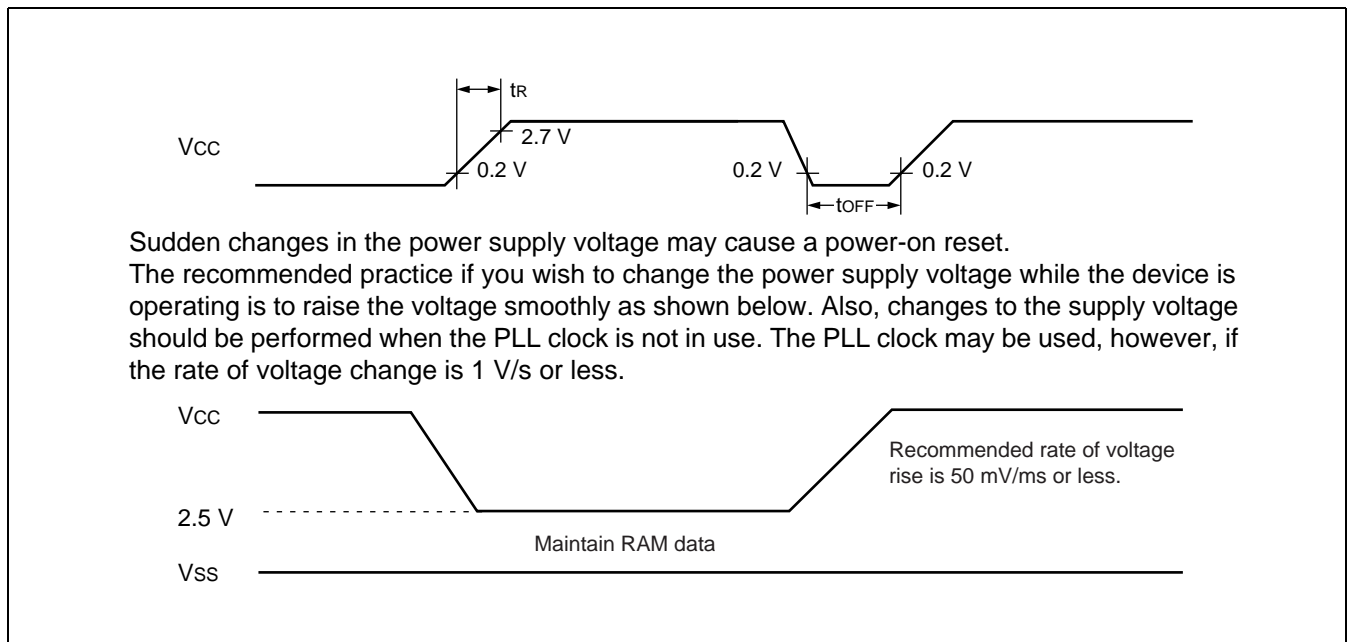 tR
VCC
2.7 V
0.2 V
0.2 V
0.2 V
tOFF
Sudden changes in the power supply voltage may cause a power-on reset.
The recommended practice if you wish to change the power supply voltage while the device is
operating is to raise the voltage smoothly as shown below. Also, changes to the supply voltage
should be performed when the PLL clock is not in use. The PLL clock may be used, however, if
the rate of voltage change is 1 V/s or less.
VCC
Recommended rate of voltage
rise is 50 mV/ms or less.
2.5 V
Maintain RAM data
VSS